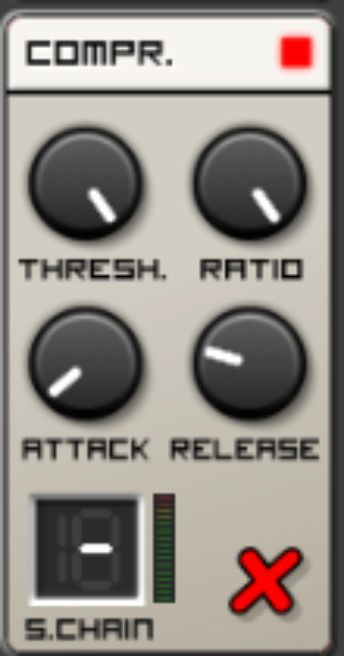 COMPR.
THRESH. RATIO
ATTACK RELEASE
-
S.CHAIN